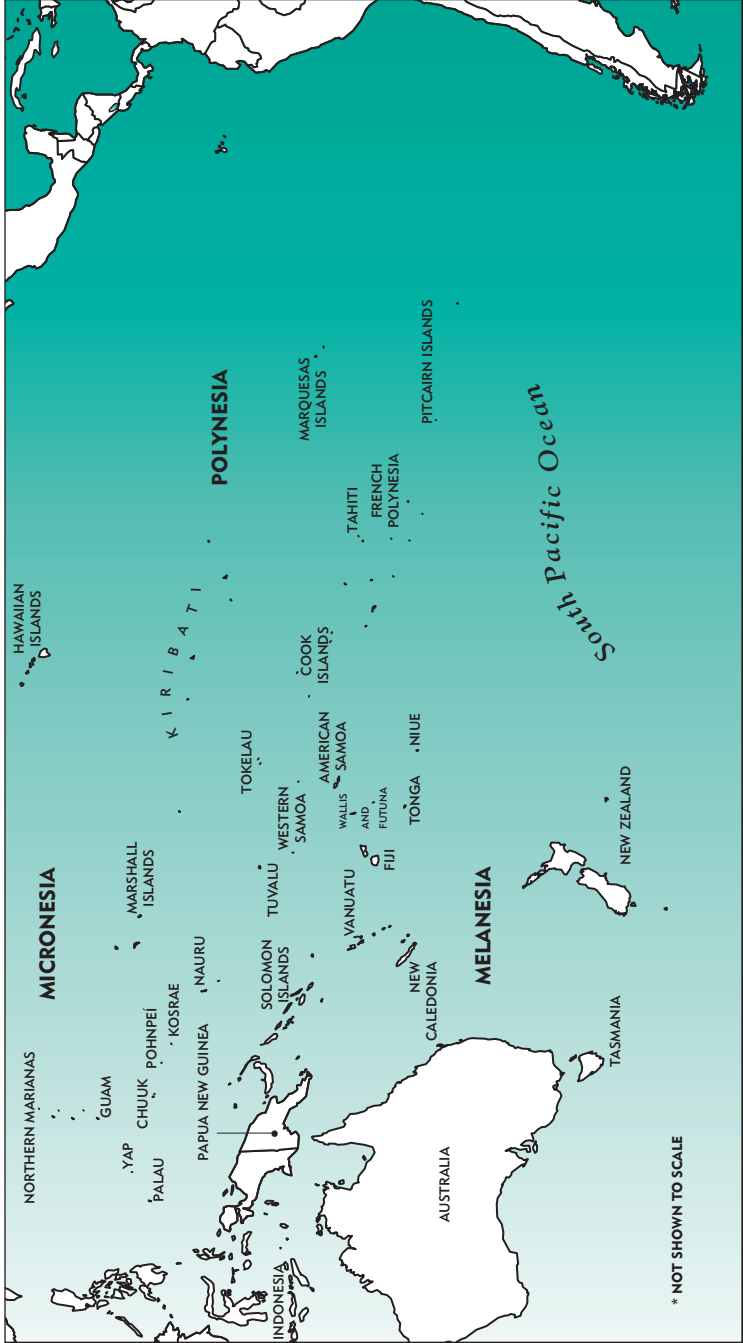 NORTHERN MARIANAS
MICRONESIA
HAWAIIAN
ISLANDS
GUAM
YAP
CHUUK
POHNPEÍ
KOSRAE
PALAU
MARSHALL
ISLANDS
NAURU
KIRIBATI
POLYNESIA
PAPUA NEW GUINEA
INDONESIA
SOLOMON
ISLANDS
TUVALU
WESTERN
SAMOA
TOKELAU
AMERICAN
SAMOA
COOK
ISLANDS
MARQUESAS
ISLANDS
WALLIS
AND
FUTUNA
VANUATU
FIJI
TONGA
NIUE
TAHITI
FRENCH
POLYNESIA
PITCAIRN ISLANDS
NEW
CALEDONIA
MELANESIA
AUSTRALIA
South Pacific Ocean
TASMANIA
NEW ZEALAND
* NOT SHOWN TO SCALE